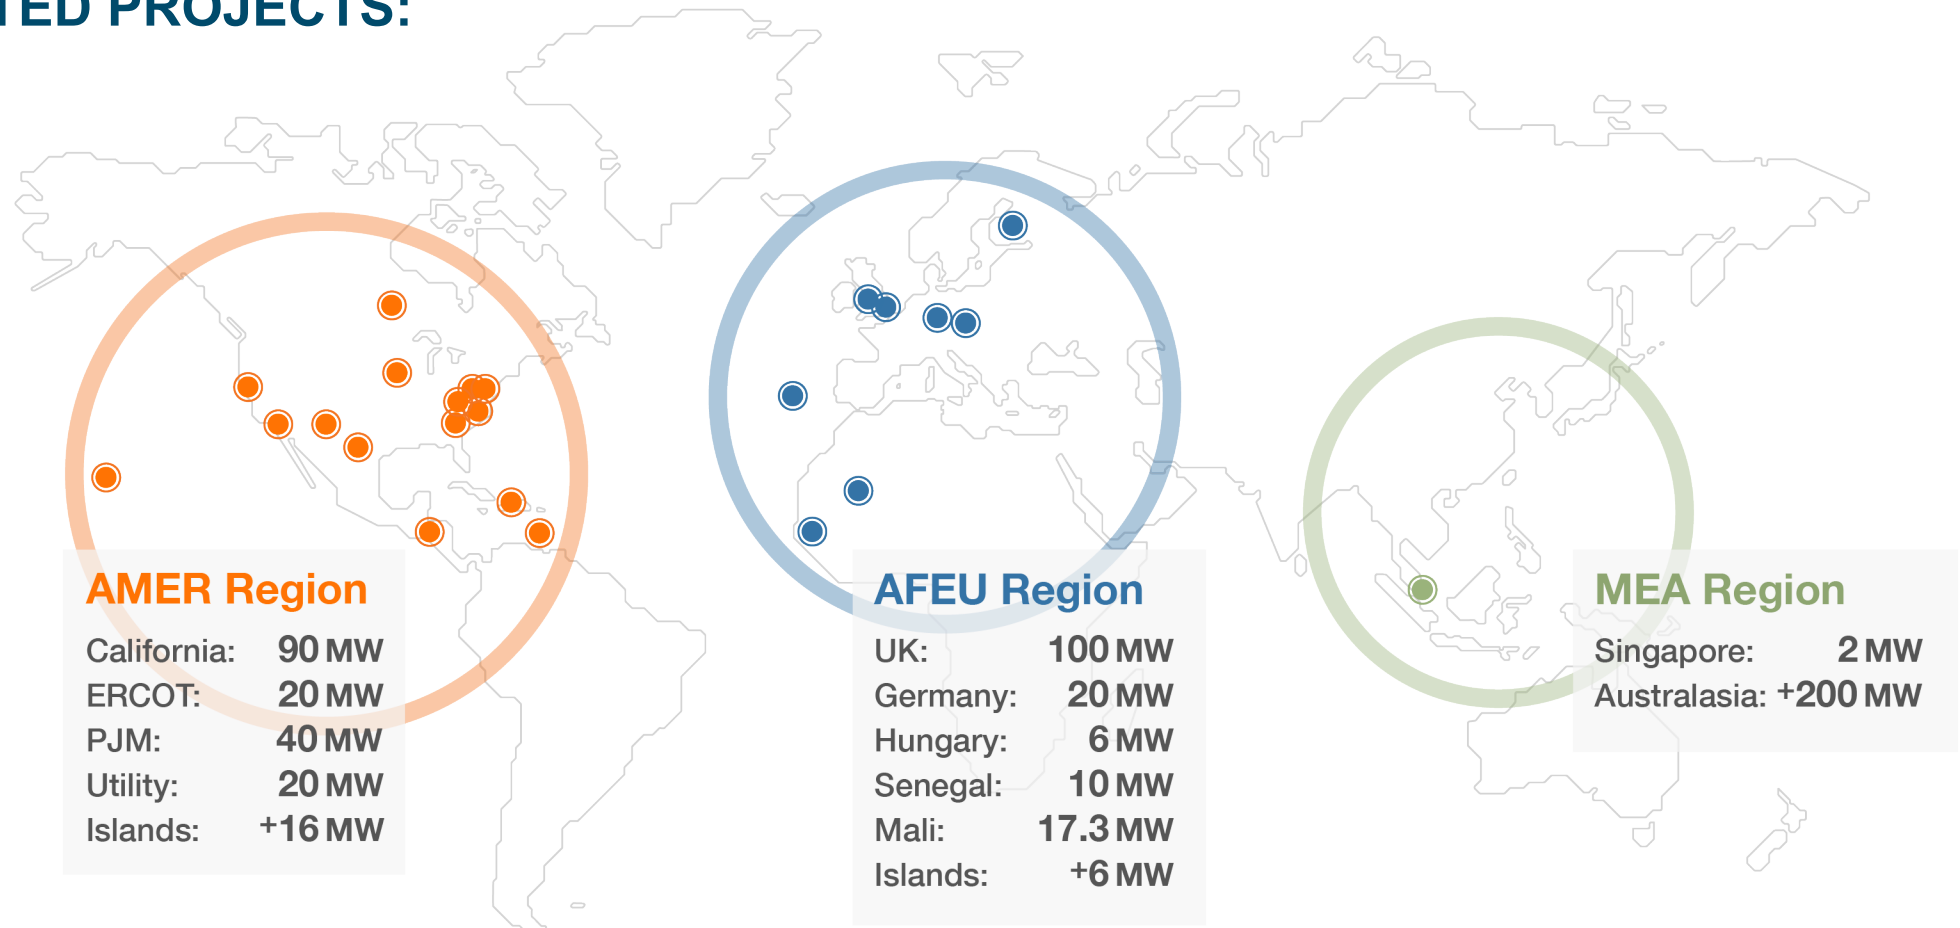 PROJECTS:
AMER Region
California: 90 MW
ERCOT: 20 MW
PJM: 40 MW
Utility: 20 MW
Islands: +16 MW
AFEU Region
UK: 100 MW
Germany: 20 MW
Hungary: 6 MW
Senegal: 10 MW
Mali: 17.3 MW
Islands: +6 MW
MEA Region
Singapore: 2 MW
Australasia: +200 MW